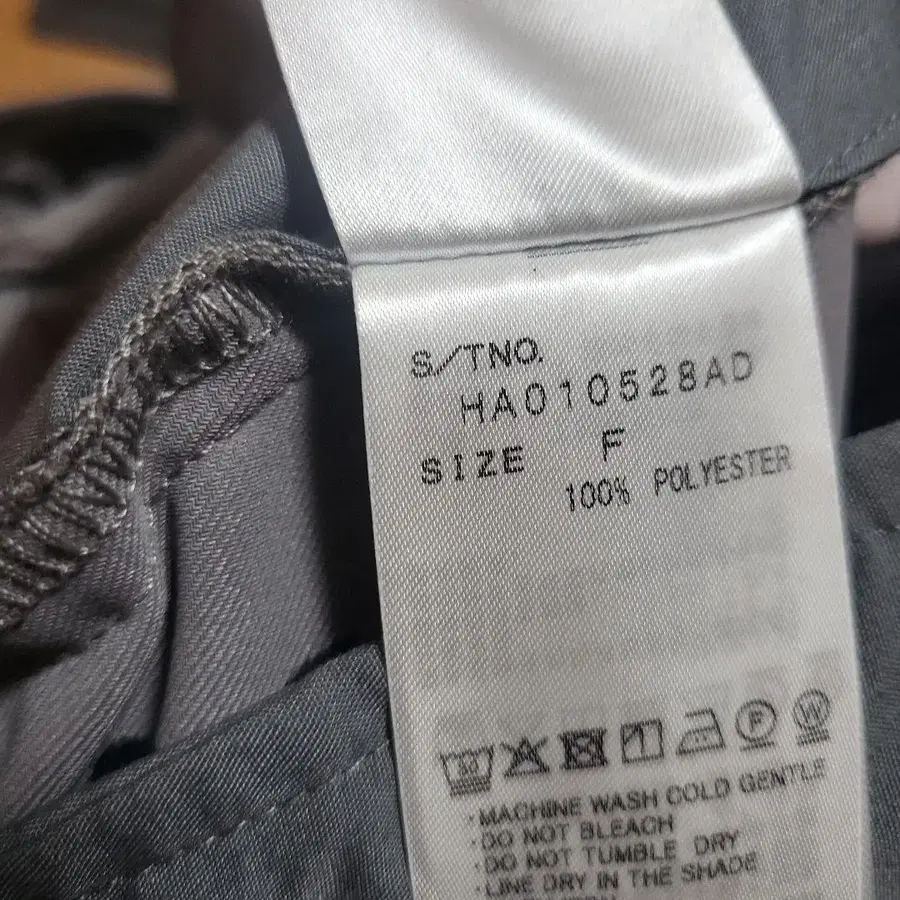 S/TNO.
HA010528AD
SIZE F
100% POLYESTER
P W
·MACHINE WASH COLD GENTLE
·DO NOT BLEACH
·DO NOT TUMBLE DRY
·LINE DRY IN THE SHADE